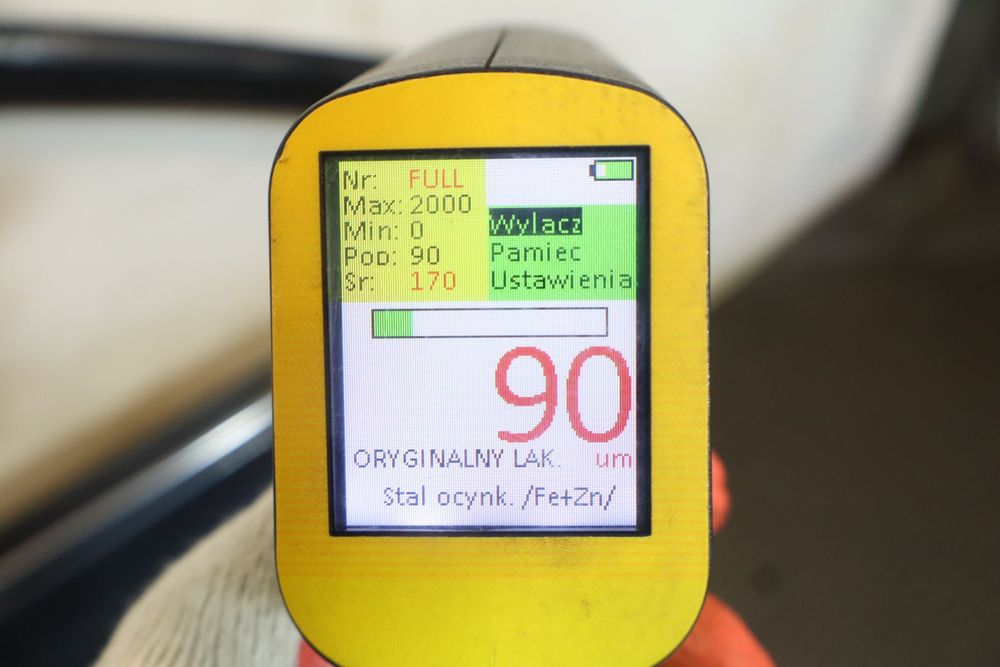 Nr: FULL
Max: 2000
Min: 0
Pop: 90
Sr: 170
Wylacz
Pamiec
Ustawienia
90
ORYGINALNY LAK. um
Stal ocynk. /Fe+Zn/